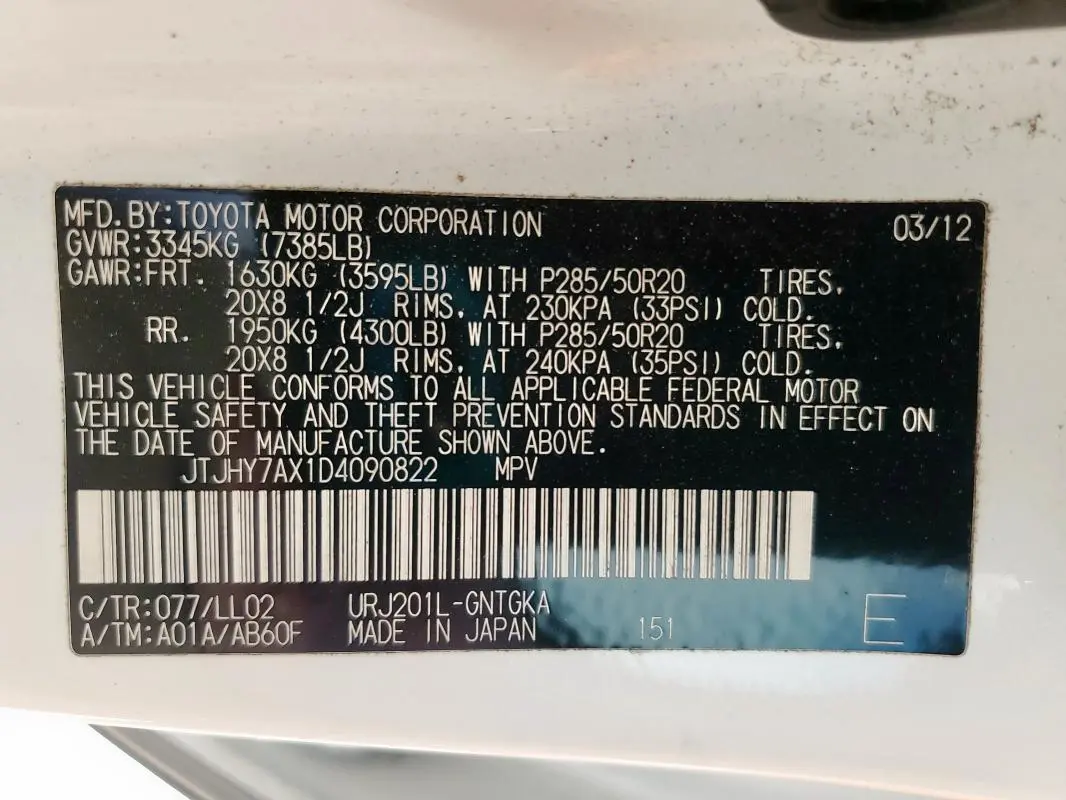 MFD.BY:TOYOTA MOTOR CORPORATION 03/12
GVWR:3345KG (7385LB)
GAWR:FRT. 1630KG (3595LB) WITH P285/50R20 TIRES,
20X8 1/2J RIMS, AT 230KPA (33PSI) COLD.
RR. 1950KG (4300LB) WITH P285/50R20 TIRES,
20X8 1/2J RIMS, AT 240KPA (35PSI) COLD.
THIS VEHICLE CONFORMS TO ALL APPLICABLE FEDERAL MOTOR
VEHICLE SAFETY AND THEFT PREVENTION STANDARDS IN EFFECT ON
THE DATE OF MANUFACTURE SHOWN ABOVE.
JTJHY7AX1D4090822 MPV
C/TR:077/LL02 URJ201L-GNTGKA
A/TM:A01A/AB60F MADE IN JAPAN 151 E